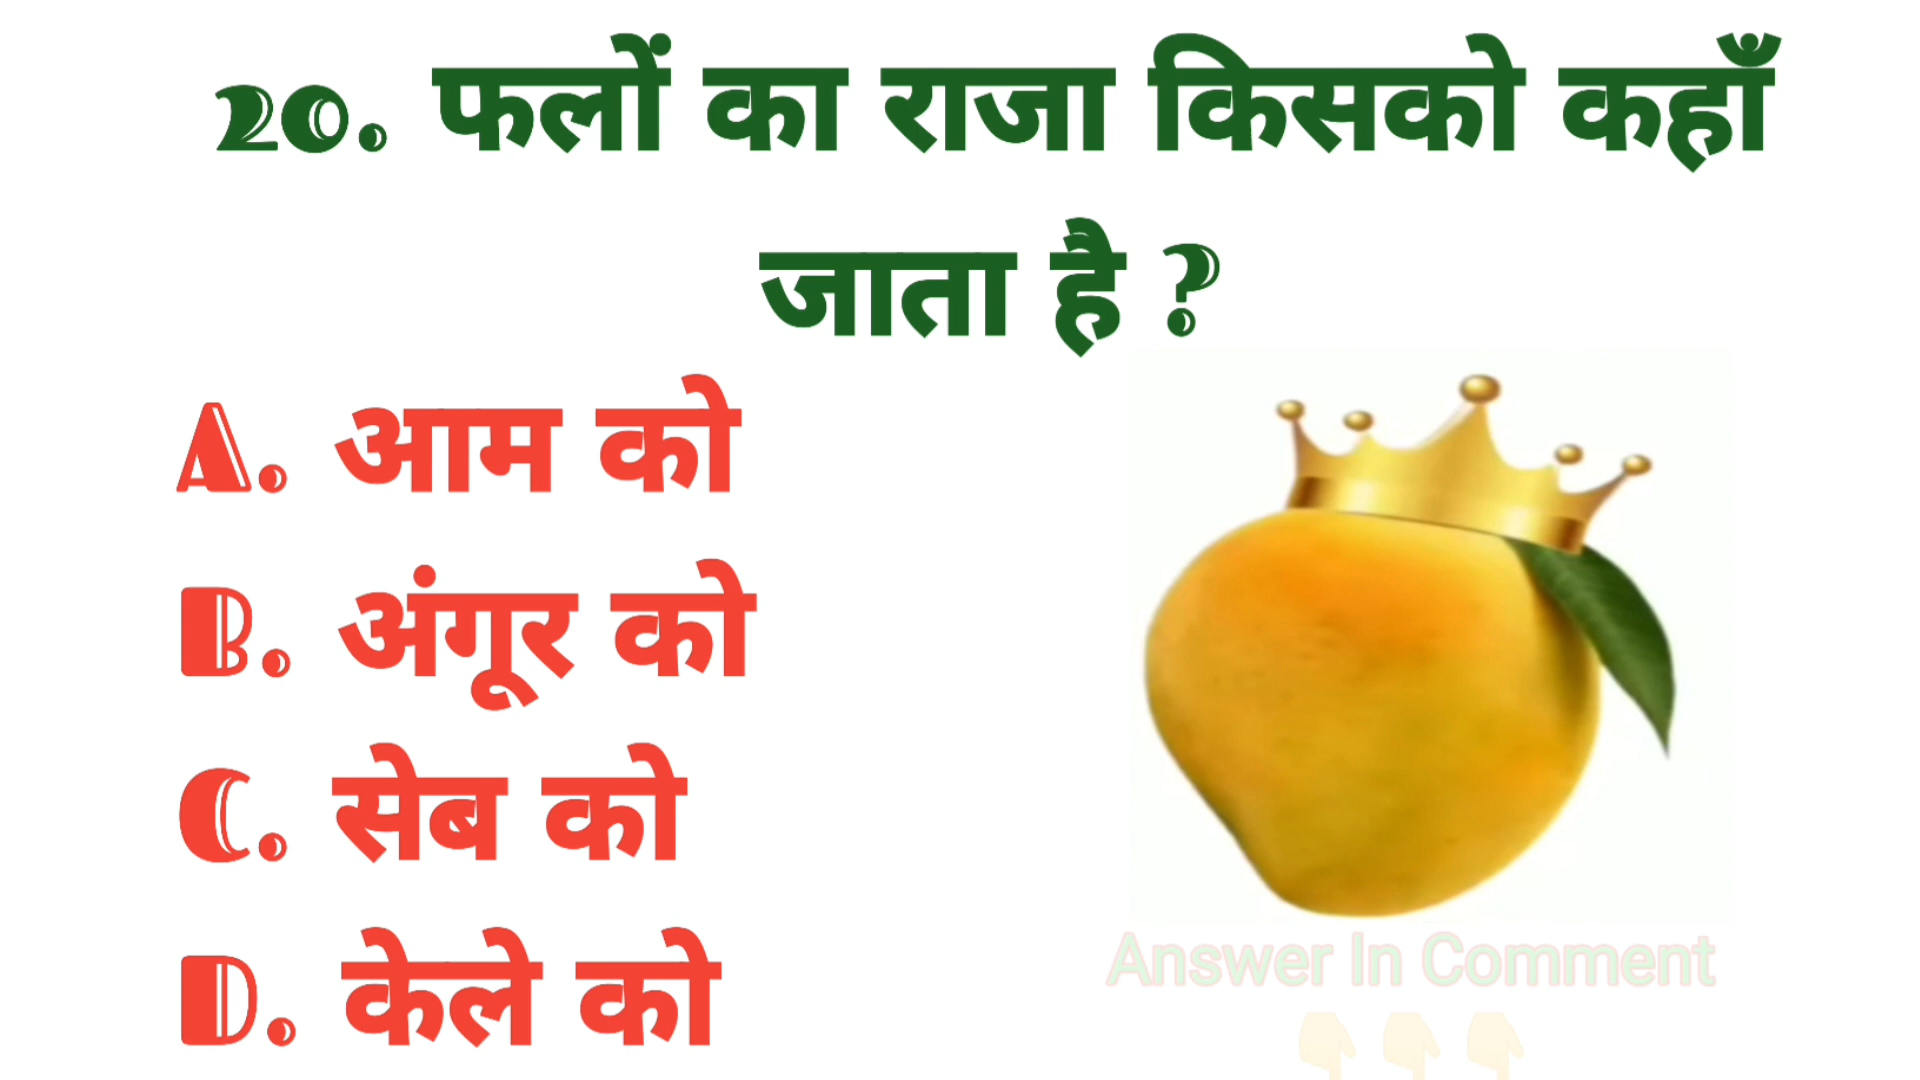 20. फलों का राजा किसको कहाँ
जाता है ?
A. आम को
B. अंगूर को
C. सेब को
D. केले को
Answer In Comment